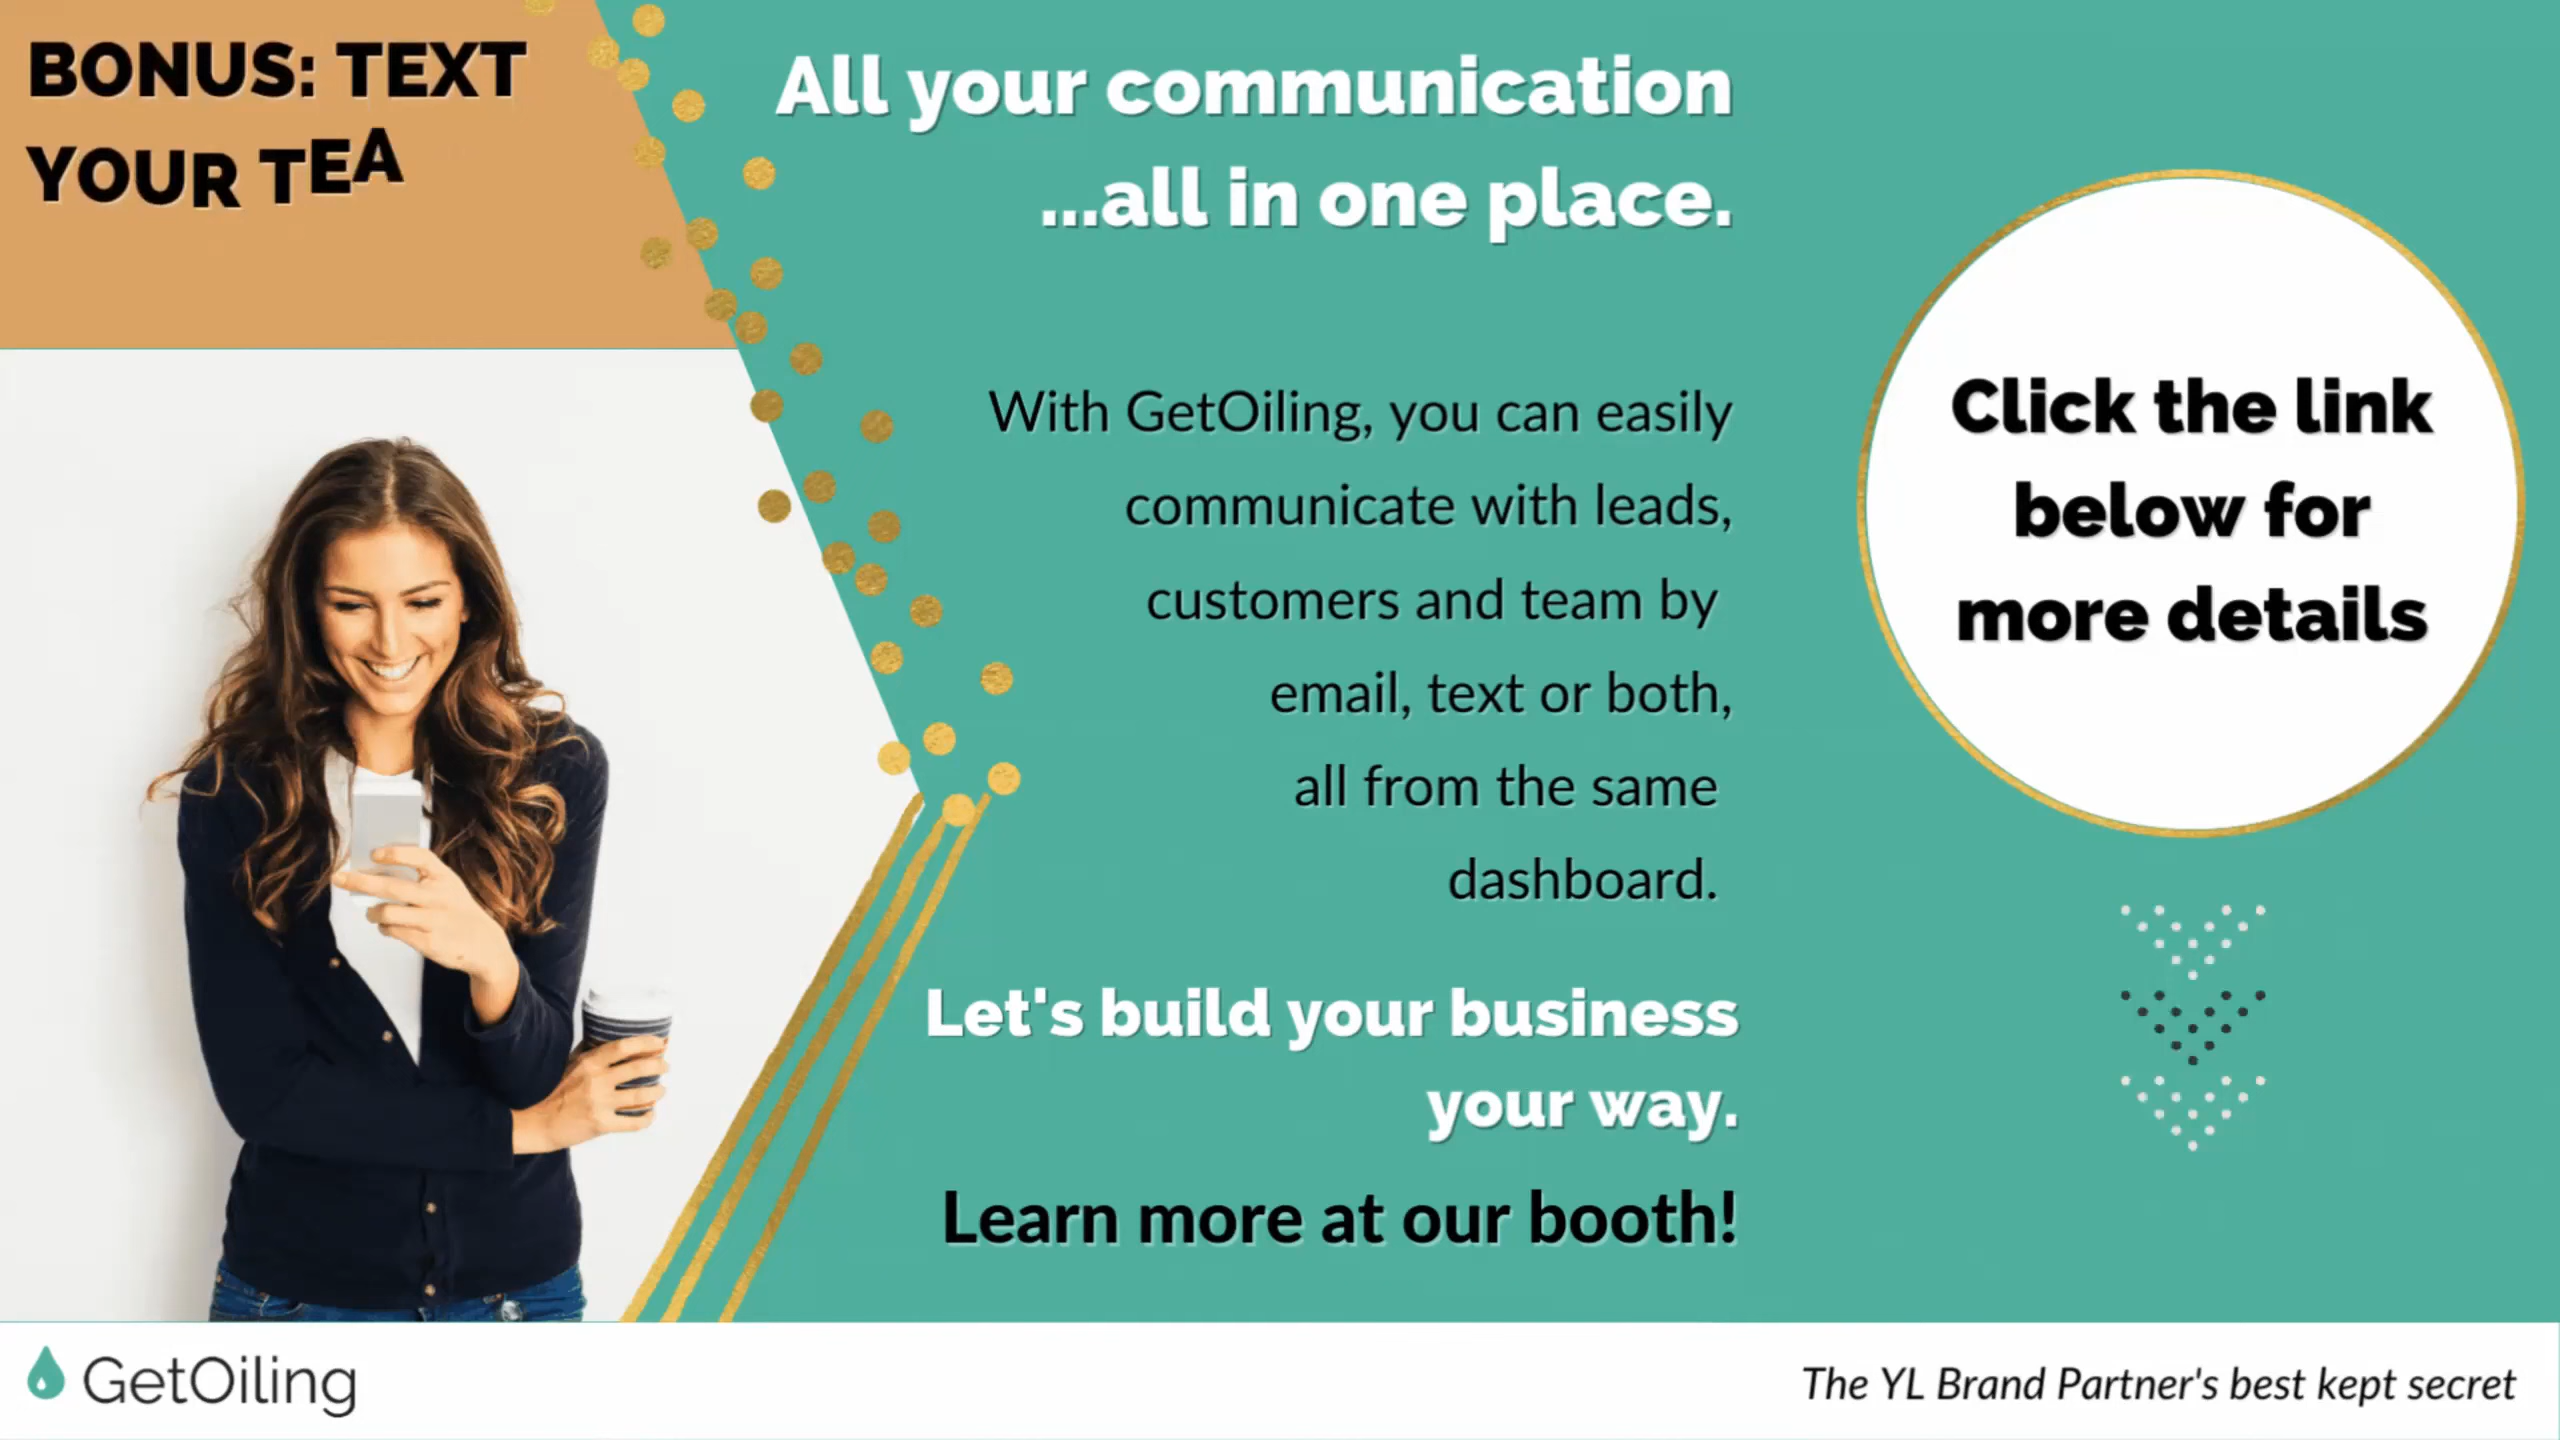 BONUS: TEXT
YOUR TEA
All your communication
...all in one place.
With GetOiling, you can easily
communicate with leads,
customers and team by
email, text or both,
all from the same
dashboard.
Let's build your business
your way.
Learn more at our booth!
Click the link
below for
more details
GetOiling
The YL Brand Partner's best kept secret